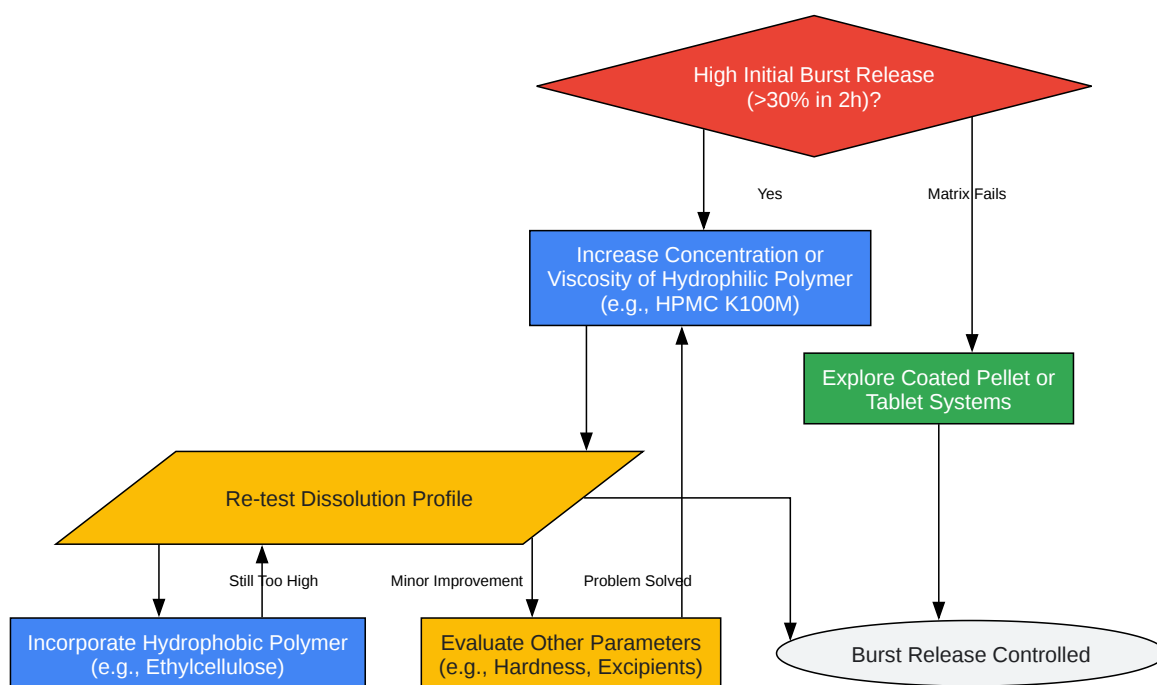 High Initial Burst Release
(>30% in 2h)?
Yes
Matrix Fails
Increase Concentration or
Viscosity of Hydrophilic Polymer
(e.g., HPMC K100M)
Explore Coated Pellet or
Tablet Systems
Re-test Dissolution Profile
Still Too High
Minor Improvement
Problem Solved
Incorporate Hydrophobic Polymer
(e.g., Ethylcellulose)
Evaluate Other Parameters
(e.g., Hardness, Excipients)
Burst Release Controlled